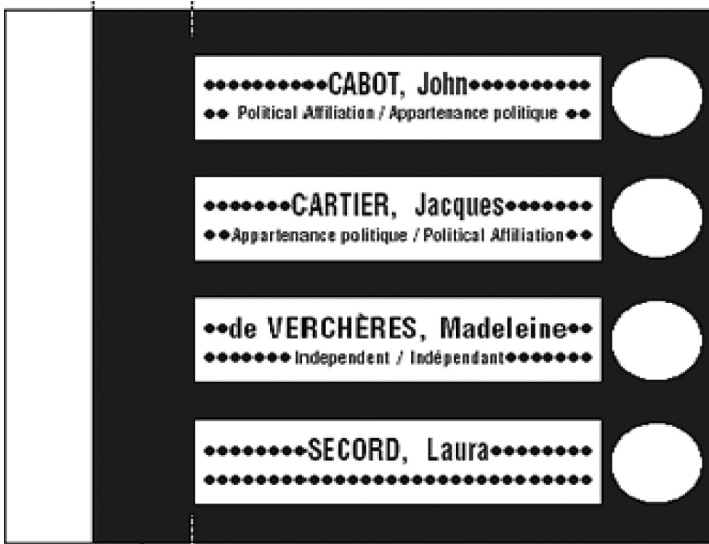 CABOT, John
Political Affiliation / Appartenance politique
CARTIER, Jacques
Appartenance politique / Political Affiliation
de VERCHÈRES, Madeleine
Independent / Indépendant
SECORD, Laura